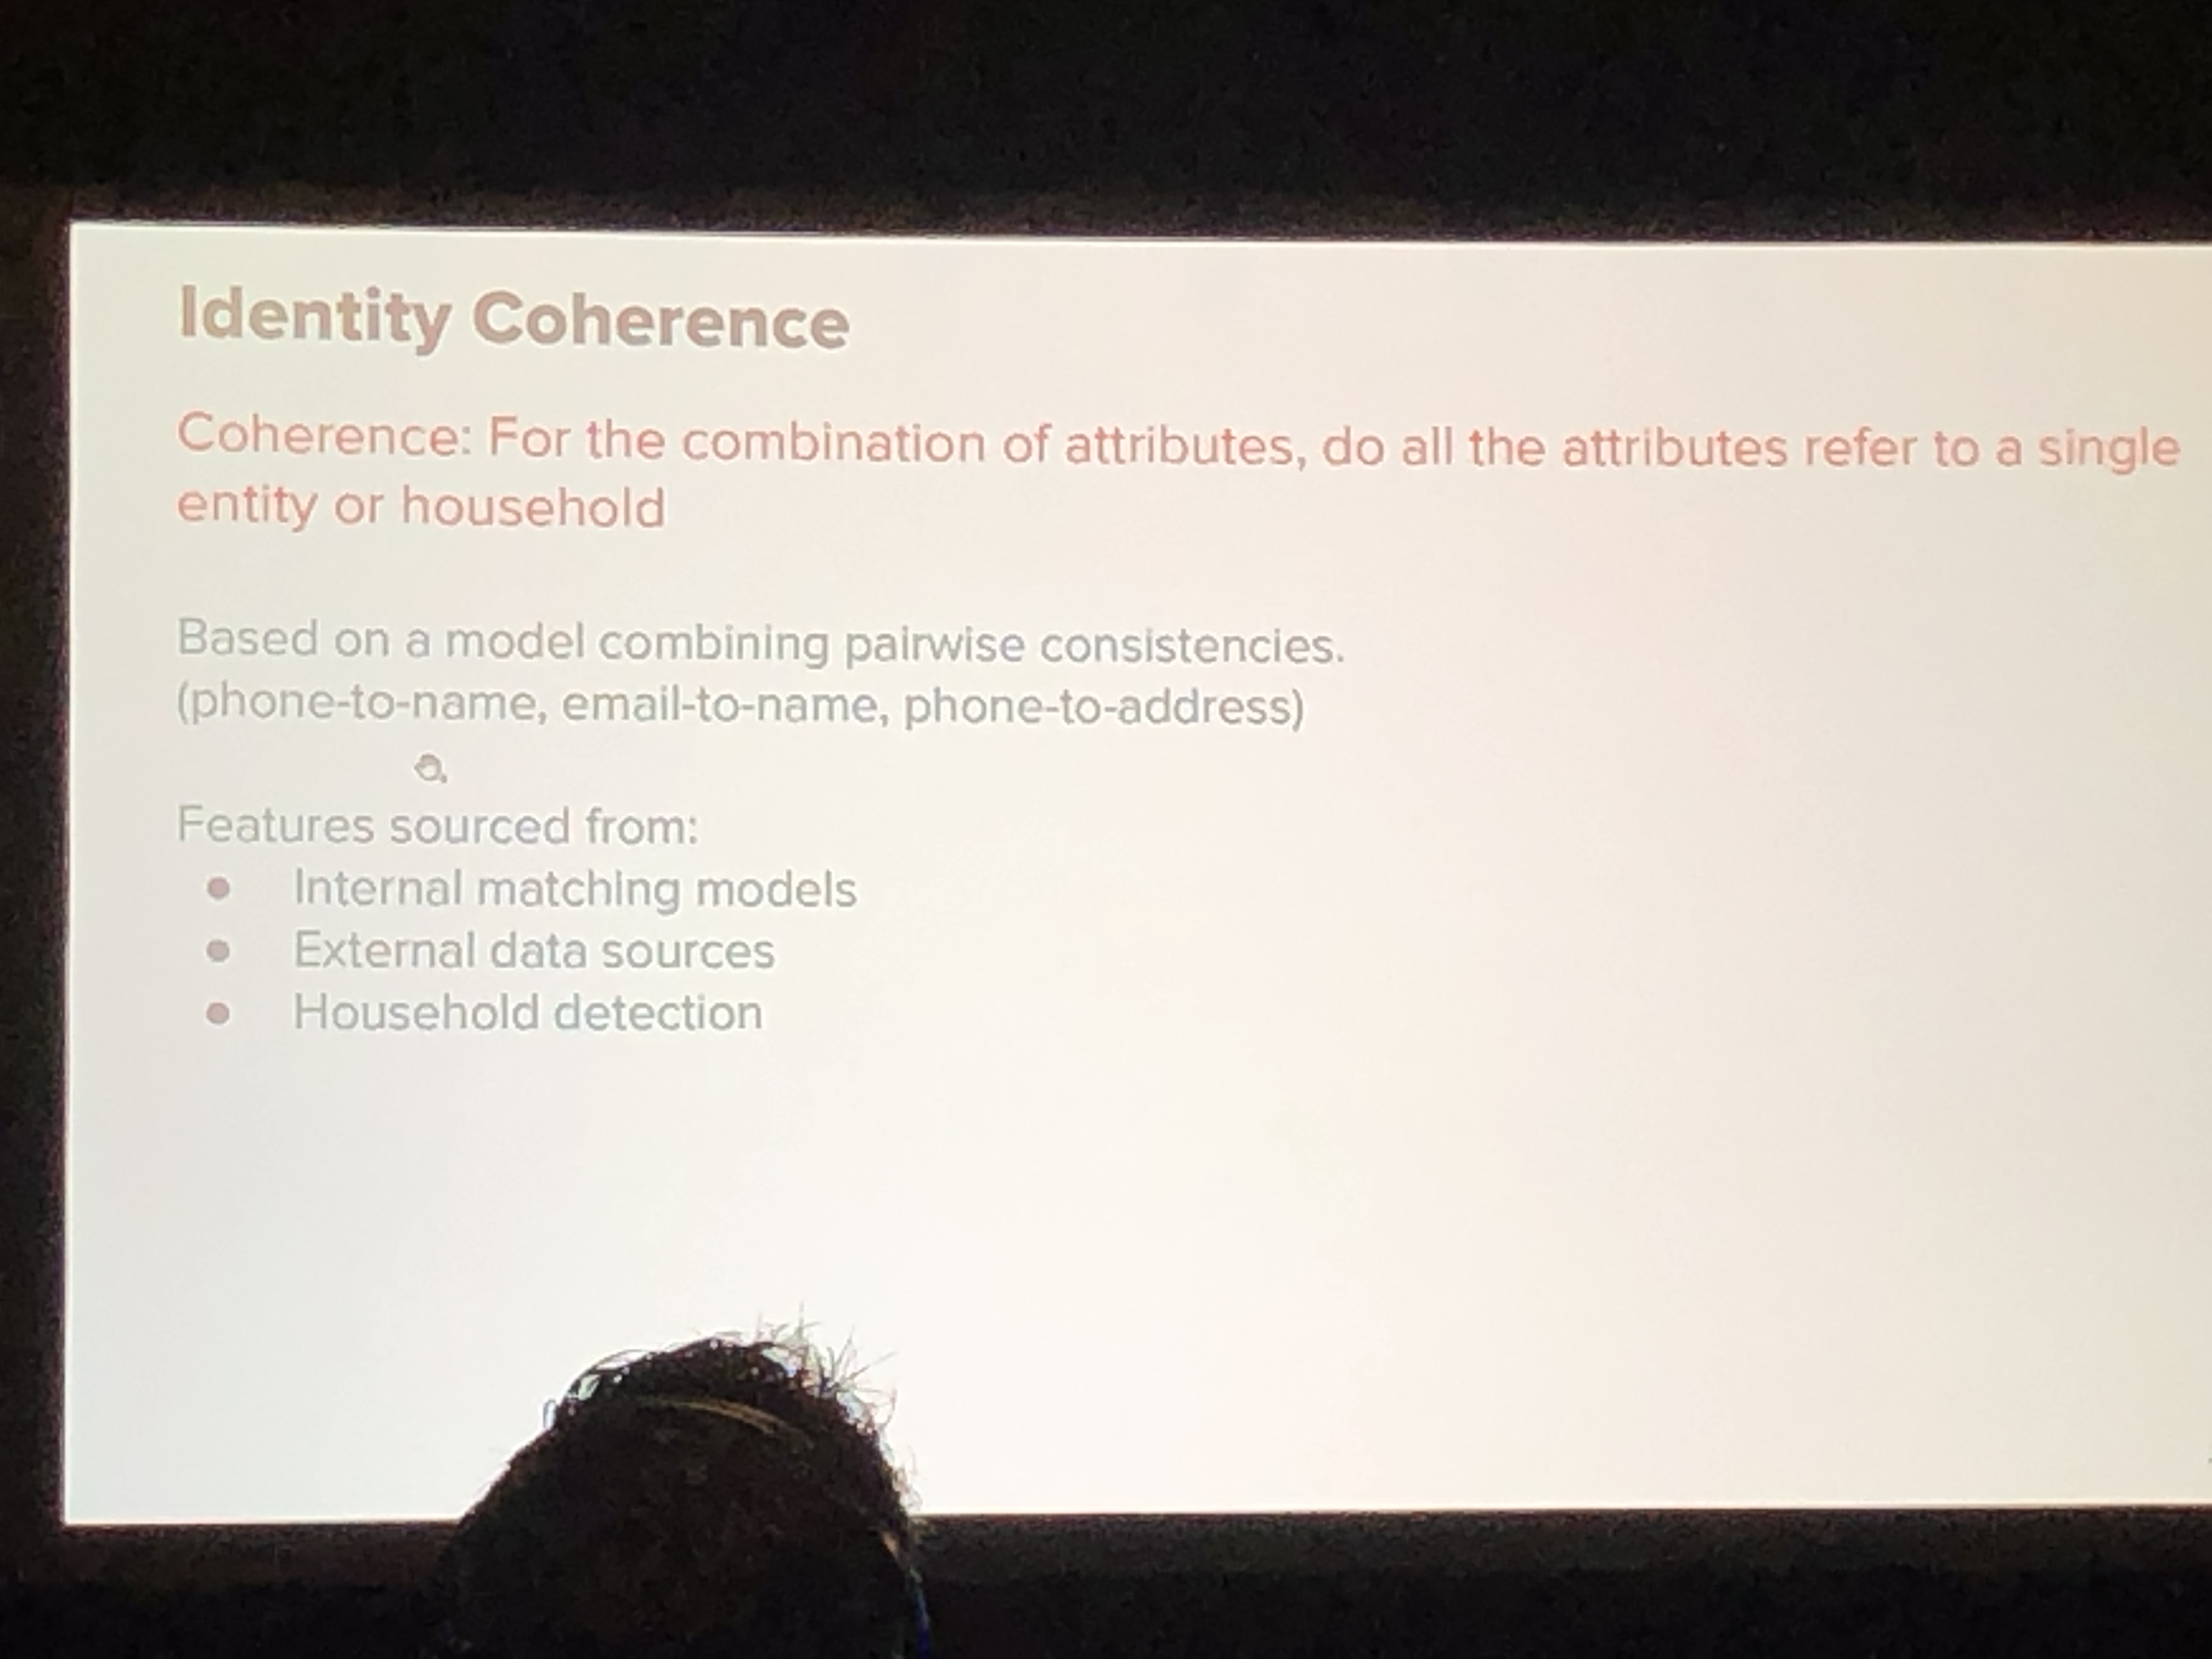 Identity Coherence
Coherence: For the combination of attributes, do all the attributes refer to a single
entity or household
Based on a model combining pairwise consistencies.
(phone-to-name, email-to-name, phone-to-address)
Features sourced from:
● Internal matching models
● External data sources
● Household detection